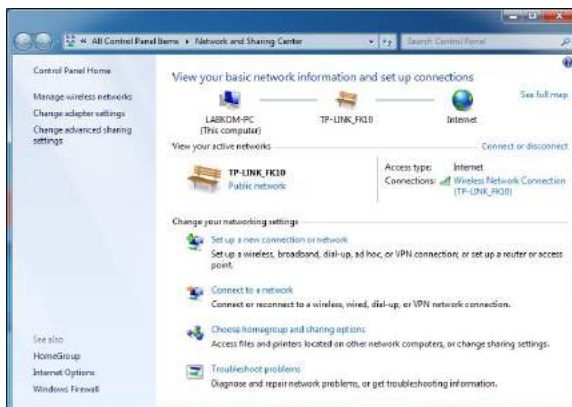 « All Control Panel Items ▸ Network and Sharing Center
Search Control Panel
Control Panel Home
Manage wireless networks
Change adapter settings
Change advanced sharing
settings
See also
HomeGroup
Internet Options
Windows Firewall
View your basic network information and set up connections
See full map
LABKOM-PC
(This computer)
TP-LINK_FK10
Internet
View your active networks
Connect or disconnect
TP-LINK_FK10
Public network
Access type: Internet
Connections: Wireless Network Connection
(TP-LINK_FK10)
Change your networking settings
Set up a new connection or network
Set up a wireless, broadband, dial-up, ad hoc, or VPN connection; or set up a router or access
point.
Connect to a network
Connect or reconnect to a wireless, wired, dial-up, or VPN network connection.
Choose homegroup and sharing options
Access files and printers located on other network computers, or change sharing settings.
Troubleshoot problems
Diagnose and repair network problems, or get troubleshooting information.